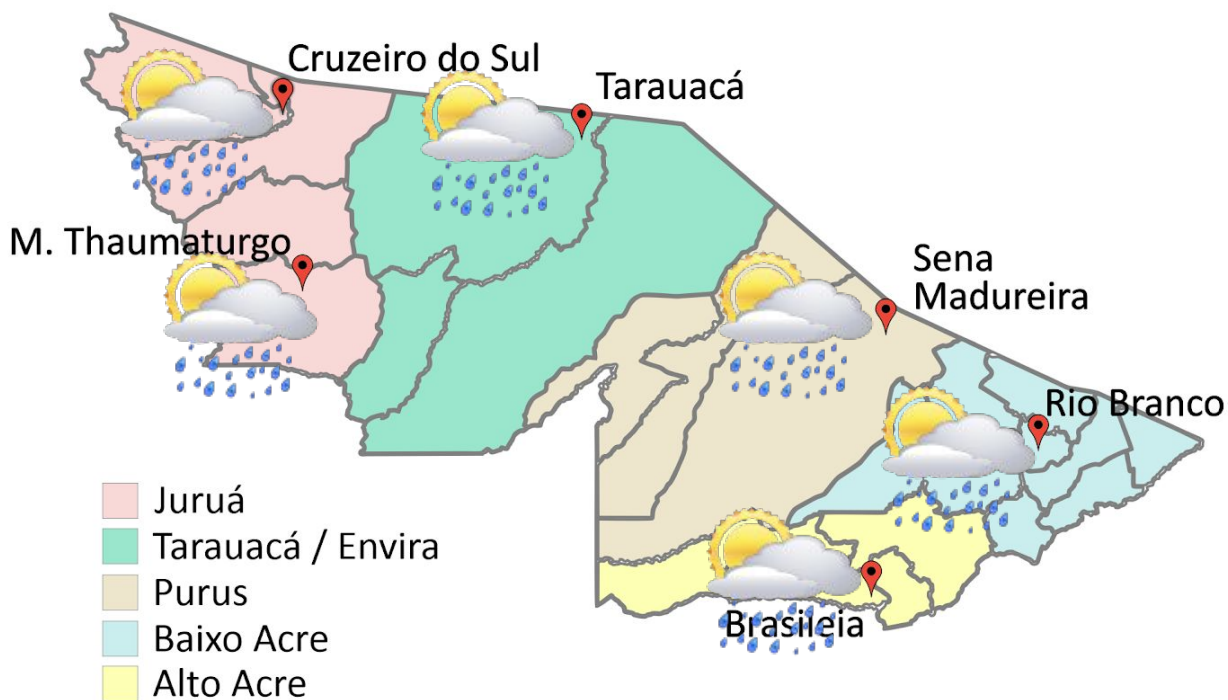 Cruzeiro do Sul
Tarauacá
M. Thaumaturgo
Sena
Madureira
Rio Branco
Brasileia
Juruá
Tarauacá / Envira
Purus
Baixo Acre
Alto Acre